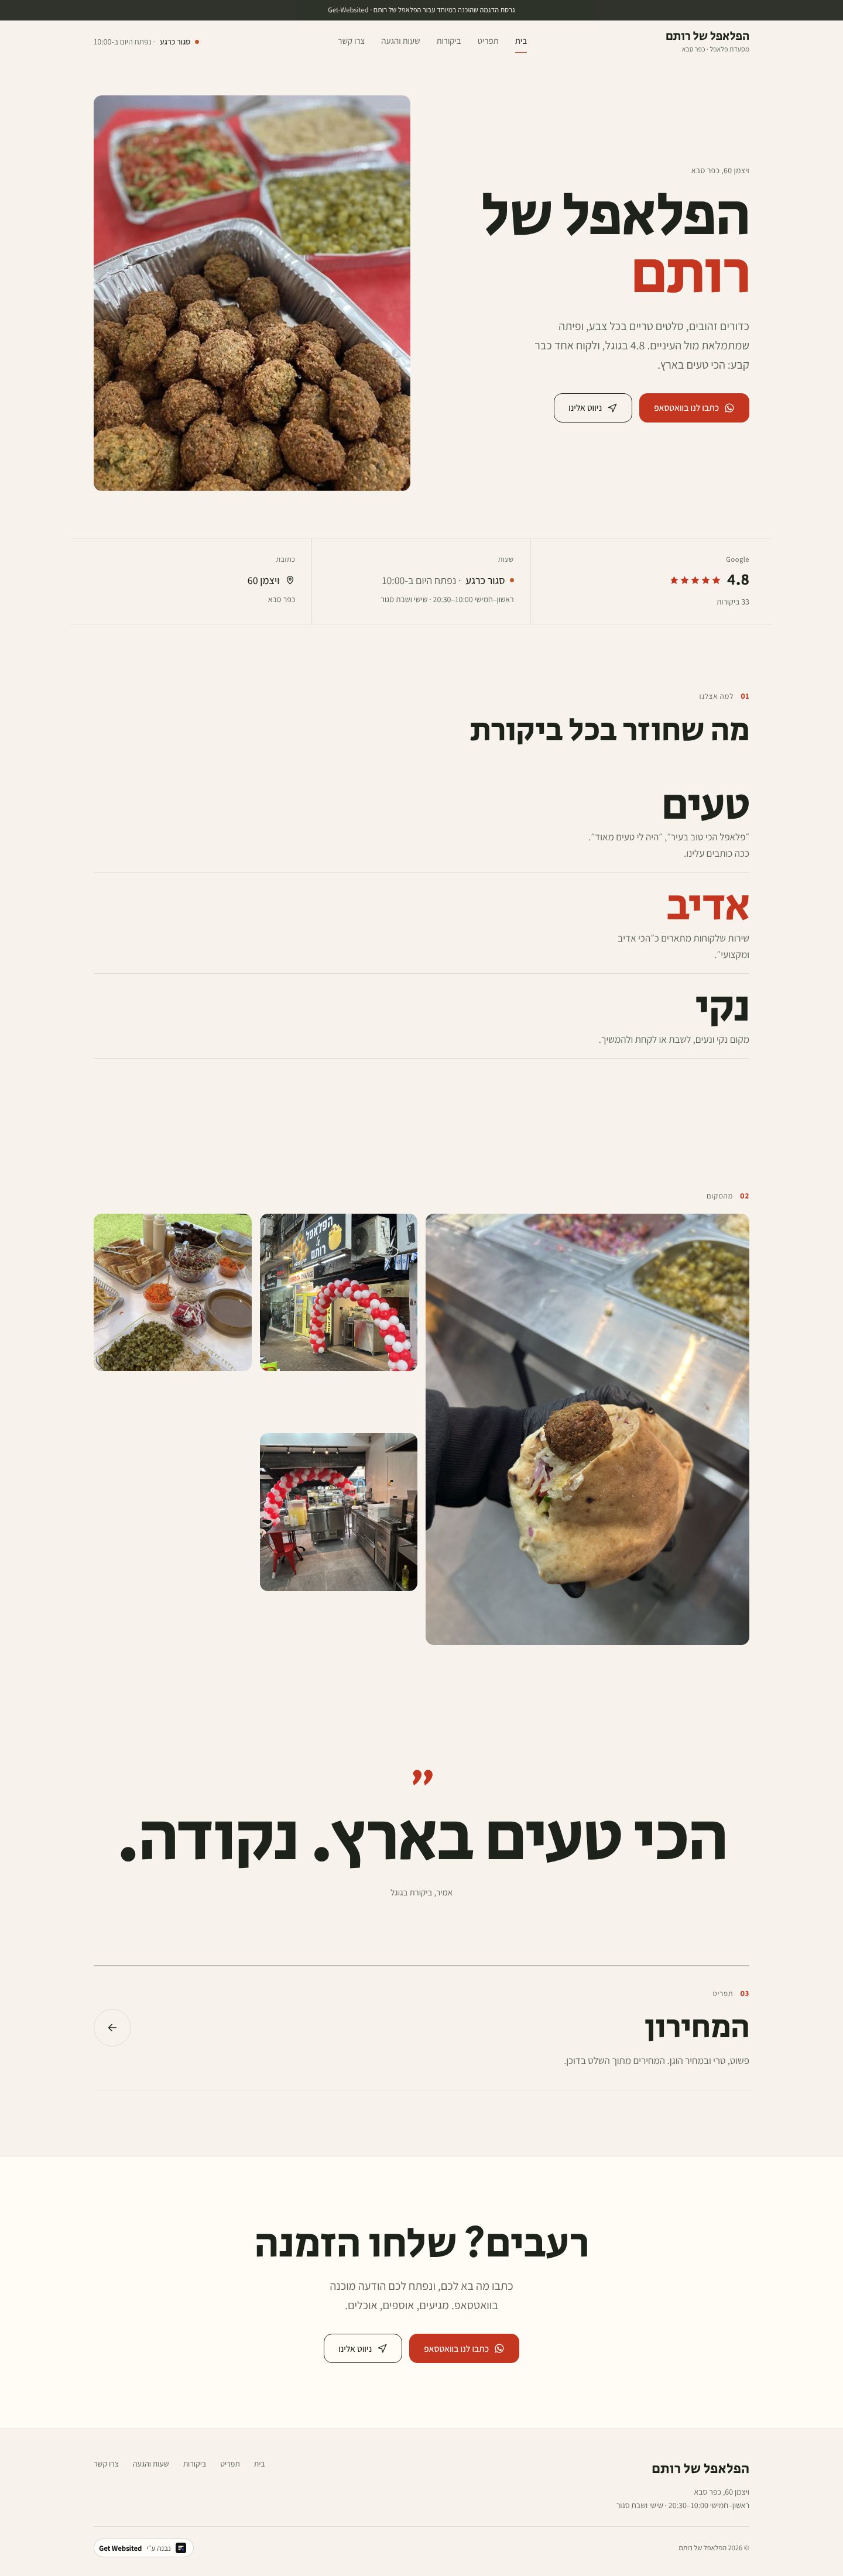 גרסת הדגמה שהוכנה במיוחד עבור הפלאפל של רותם · Get-Websited
הפלאפל של רותם
מסעדת פלאפל · כפר סבא
בית תפריט ביקורות שעות והגעה צרו קשר
סגור כרגע · נפתח היום ב-10:00
ויצמן 60, כפר סבא
הפלאפל של
רותם
כדורים זהובים, סלטים טריים בכל צבע, ופיתה
שמתמלאת מול העיניים. 4.8 בגוגל, ולקוח אחד כבר
קבע: הכי טעים בארץ.
כתבו לנו בוואטסאפ
ניווט אלינו
Google
4.8
33 ביקורות
שעות
סגור כרגע · נפתח היום ב-10:00
ראשון–חמישי 10:00–20:30 · שישי ושבת סגור
כתובת
ויצמן 60
כפר סבא
01 למה אצלנו
מה שחוזר בכל ביקורת
טעים
״פלאפל הכי טוב בעיר״, ״היה לי טעים מאוד״.
ככה כותבים עלינו.
אדיב
שירות שלקוחות מתארים כ״הכי אדיב
ומקצועי״.
נקי
מקום נקי ונעים, לשבת או לקחת ולהמשיך.
02 מהמקום
הפלאפל
של
רותם
”
הכי טעים בארץ. נקודה.
אמיר, ביקורת בגוגל
03 תפריט
המחירון
פשוט, טרי ובמחיר הוגן. המחירים מתוך השלט בדוכן.
רעבים? שלחו הזמנה
כתבו מה בא לכם, ונפתח לכם הודעה מוכנה
בוואטסאפ. מגיעים, אוספים, אוכלים.
כתבו לנו בוואטסאפ
ניווט אלינו
הפלאפל של רותם
ויצמן 60, כפר סבא
ראשון–חמישי 10:00–20:30 · שישי ושבת סגור
בית תפריט ביקורות שעות והגעה צרו קשר
© 2026 הפלאפל של רותם
נבנה ע״י Get Websited